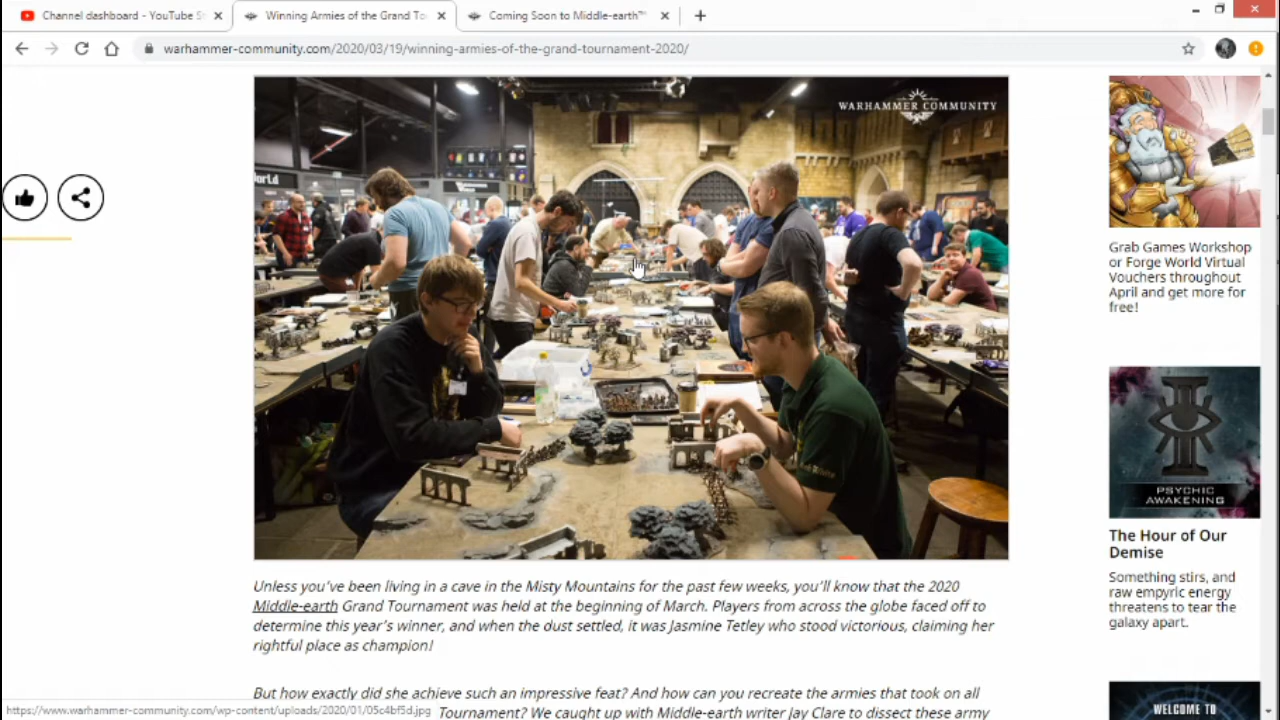 Channel dashboard - YouTube S
Winning Armies of the Grand To
Coming Soon to Middle-earth™
warhammer-community.com/2020/03/19/winning-armies-of-the-grand-tournament-2020/
WARHAMMER COMMUNITY
orld
Grab Games Workshop
or Forge World Virtual
Vouchers throughout
April and get more for
free!
PSYCHIC
AWAKENING
The Hour of Our
Demise
Something stirs, and
raw empyric energy
threatens to tear the
galaxy apart.
Unless you've been living in a cave in the Misty Mountains for the past few weeks, you'll know that the 2020
Middle-earth Grand Tournament was held at the beginning of March. Players from across the globe faced off to
determine this year's winner, and when the dust settled, it was Jasmine Tetley who stood victorious, claiming her
rightful place as champion!
But how exactly did she achieve such an impressive feat? And how can you recreate the armies that took on all
Tournament? We caught up with Middle-earth writer Jay Clare to dissect these army
https://www.warhammer-community.com/wp-content/uploads/2020/01/05c4bf5d.jpg
WELCOME TO